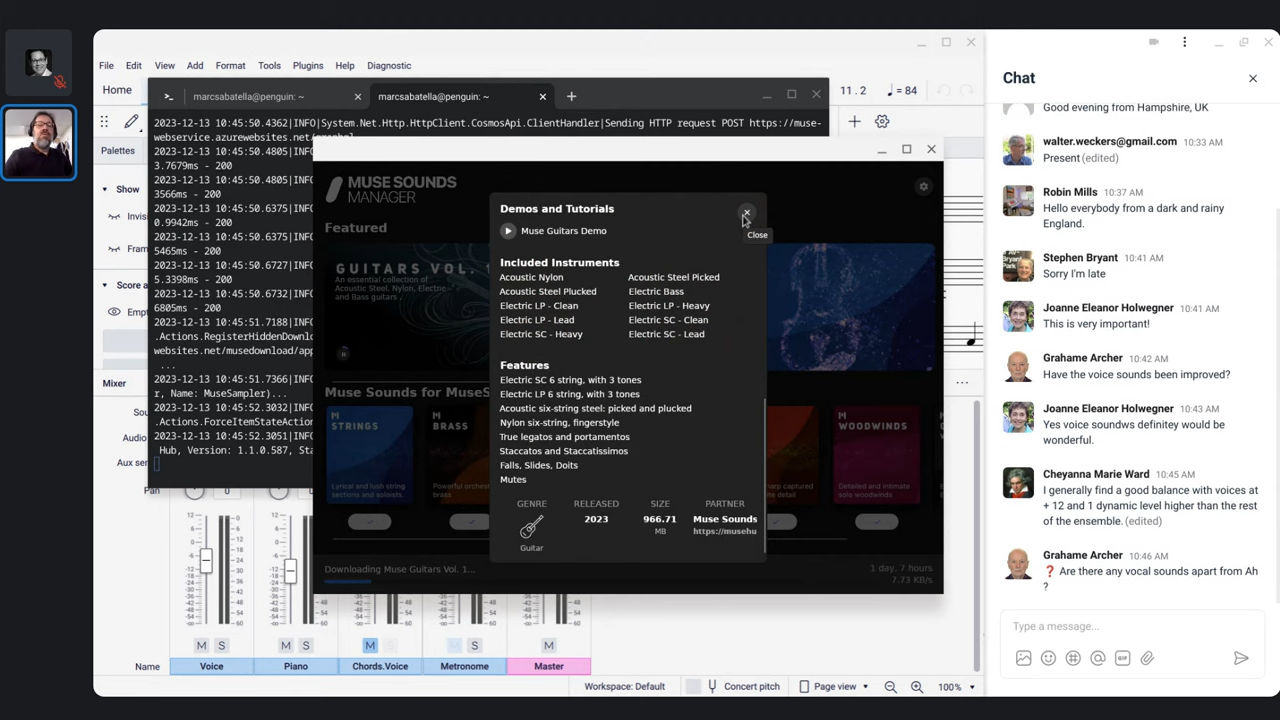 File Edit View Add Format Tools Plugins Help Diagnostic
Home
marcsabatella@penguin: ~
marcsabatella@penguin: ~
11 . 2
= 84
Palettes
Show
Invisi
Fram
Score a
Empt
Mixer
Sou
Audio
Aux ser
Pan
2023-12-13 10:45:50.4362|INFO|System.Net.Http.HttpClient.CosmosApi.ClientHandler|Sending HTTP request POST https://muse-
webservice.azurewebsites.net/
2023-12-13 10:45:50.4805|INF
3.7679ms - 200
2023-12-13 10:45:50.4805|INF
3566ms - 200
2023-12-13 10:45:50.6375|INF
0.9942ms - 200
2023-12-13 10:45:50.6375|INF
5465ms - 200
2023-12-13 10:45:50.6727|INF
5.3398ms - 200
2023-12-13 10:45:50.6732|INF
6805ms - 200
2023-12-13 10:45:51.7188|INF
.Actions.RegisterHiddenDownl
websites.net/musedownload/app
...
2023-12-13 10:45:51.7366|INF
r, Name: MuseSampler)...
2023-12-13 10:45:52.3032|INF
.Actions.ForceItemStateActio
2023-12-13 10:45:52.3051|INF
Hub, Version: 1.1.0.587, Sta
MUSE SOUNDS
MANAGER
Featured
GUITARS VOL.
An essential collection of
Acoustic Steel, Nylon, Electric
and Bass guitars .
Muse Sounds for MuseS
STRINGS
Lyrical and lush string
sections and soloists.
BRASS
Powerful orche
WOODWINDS
Detailed and intimate
solo woodwinds
Downloading Muse Guitars Vol. 1...
1 day, 7 hours
7.73 KB/s
Demos and Tutorials
Close
Muse Guitars Demo
Included Instruments
Acoustic Nylon Acoustic Steel Picked
Acoustic Steel Plucked Electric Bass
Electric LP - Clean Electric LP - Heavy
Electric LP - Lead Electric SC - Clean
Electric SC - Heavy Electric SC - Lead
Features
Electric SC 6 string, with 3 tones
Electric LP 6 string, with 3 tones
Acoustic six-string steel: picked and plucked
Nylon six-string, fingerstyle
True legatos and portamentos
Staccatos and Staccatissimos
Falls, Slides, Doits
Mutes
GENRE RELEASED SIZE PARTNER
2023 966.71 Muse Sounds
MB https://musehu
Guitar
M S M S M S M S M
Name Voice Piano Chords.Voice Metronome Master
Workspace: Default Concert pitch Page view 100%
Chat
Good evening from Hampshire, UK
walter.weckers@gmail.com 10:33 AM
Present (edited)
Robin Mills 10:37 AM
Hello everybody from a dark and rainy
England.
Stephen Bryant 10:41 AM
Sorry I'm late
Joanne Eleanor Holwegner 10:41 AM
This is very important!
Grahame Archer 10:42 AM
Have the voice sounds been improved?
Joanne Eleanor Holwegner 10:43 AM
Yes voice soundws definitey would be
wonderful.
Cheyanna Marie Ward 10:45 AM
I generally find a good balance with voices at
+ 12 and 1 dynamic level higher than the rest
of the ensemble. (edited)
Grahame Archer 10:46 AM
❓ Are there any vocal sounds apart from Ah
?
Type a message...
GIF